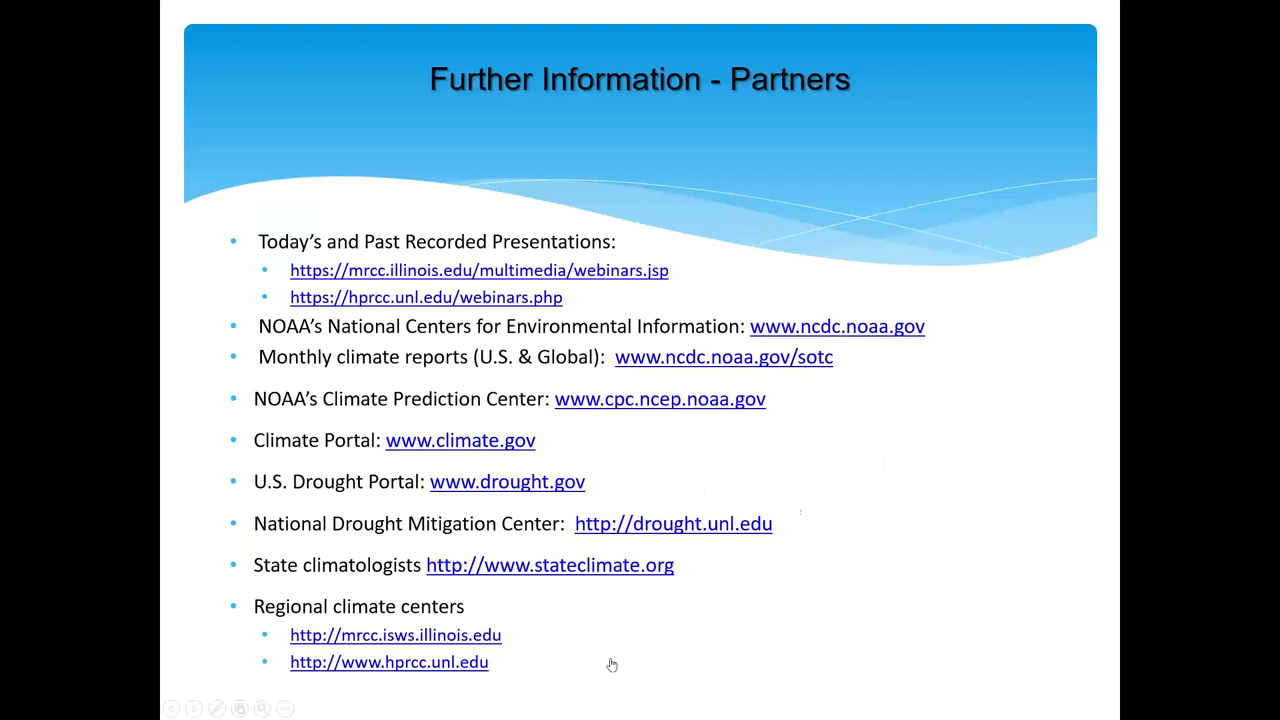 Further Information - Partners
• Today's and Past Recorded Presentations:
• https://mrcc.illinois.edu/multimedia/webinars.jsp
• https://hprcc.unl.edu/webinars.php
• NOAA's National Centers for Environmental Information: www.ncdc.noaa.gov
• Monthly climate reports (U.S. & Global): www.ncdc.noaa.gov/sotc
• NOAA's Climate Prediction Center: www.cpc.ncep.noaa.gov
• Climate Portal: www.climate.gov
• U.S. Drought Portal: www.drought.gov
• National Drought Mitigation Center: http://drought.unl.edu
• State climatologists http://www.stateclimate.org
• Regional climate centers
• http://mrcc.isws.illinois.edu
• http://www.hprcc.unl.edu